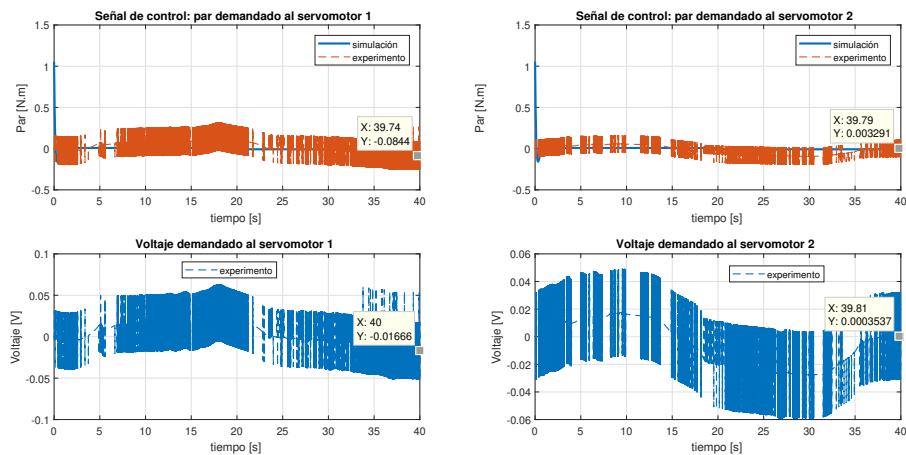 Señal de control: par demandado al servomotor 1
1.5
1
0.5
0
-0.5
Par [N.m]
simulación
experimento
X: 39.74
Y: -0.0844
0 5 10 15 20 25 30 35 40
tiempo [s]
Señal de control: par demandado al servomotor 2
1.5
1
0.5
0
-0.5
Par [N.m]
simulación
experimento
X: 39.79
Y: 0.003291
0 5 10 15 20 25 30 35 40
tiempo [s]
Voltaje demandado al servomotor 1
0.1
0.05
0
-0.05
-0.1
Voltaje [V]
experimento
X: 40
Y: -0.01666
0 5 10 15 20 25 30 35 40
tiempo [s]
Voltaje demandado al servomotor 2
0.06
0.04
0.02
0
-0.02
-0.04
-0.06
Voltaje [V]
experimento
X: 39.81
Y: 0.0003537
0 5 10 15 20 25 30 35 40
tiempo [s]